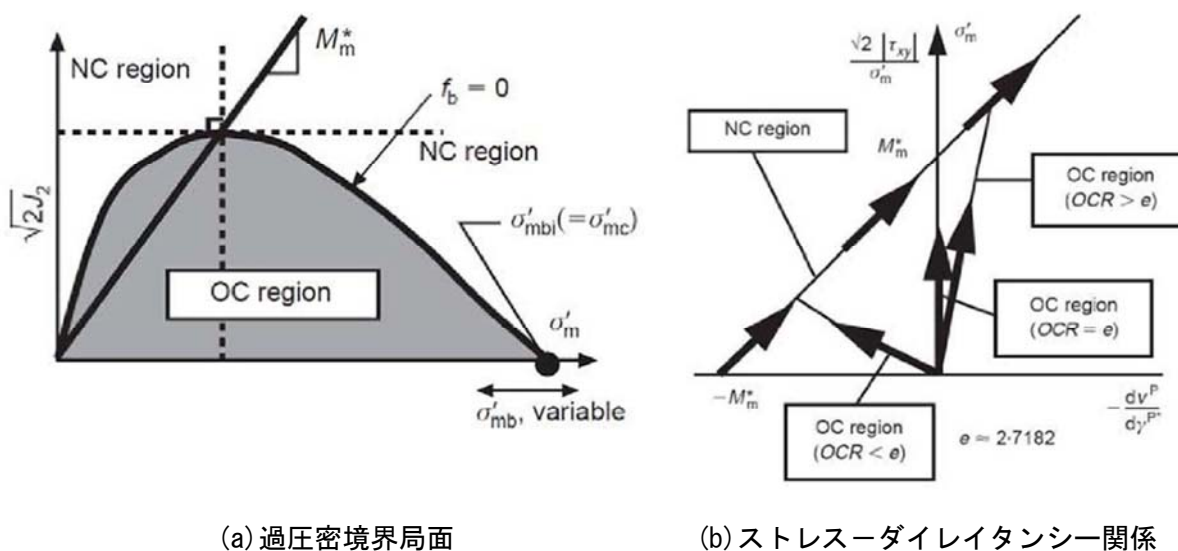 NC region
M*m
fb = 0
NC region
√2J2
σ′mbi(=σ′mc)
OC region
σ′m
σ′mb, variable
√2 |τxy|
σ′m
σ′m
NC region
M*m
OC region
(OCR > e)
OC region
(OCR = e)
−M*m
− dvP
dγP*
OC region
(OCR < e)
e = 2·7182
(a)過圧密境界局面
(b)ストレス－ダイレイタンシー関係